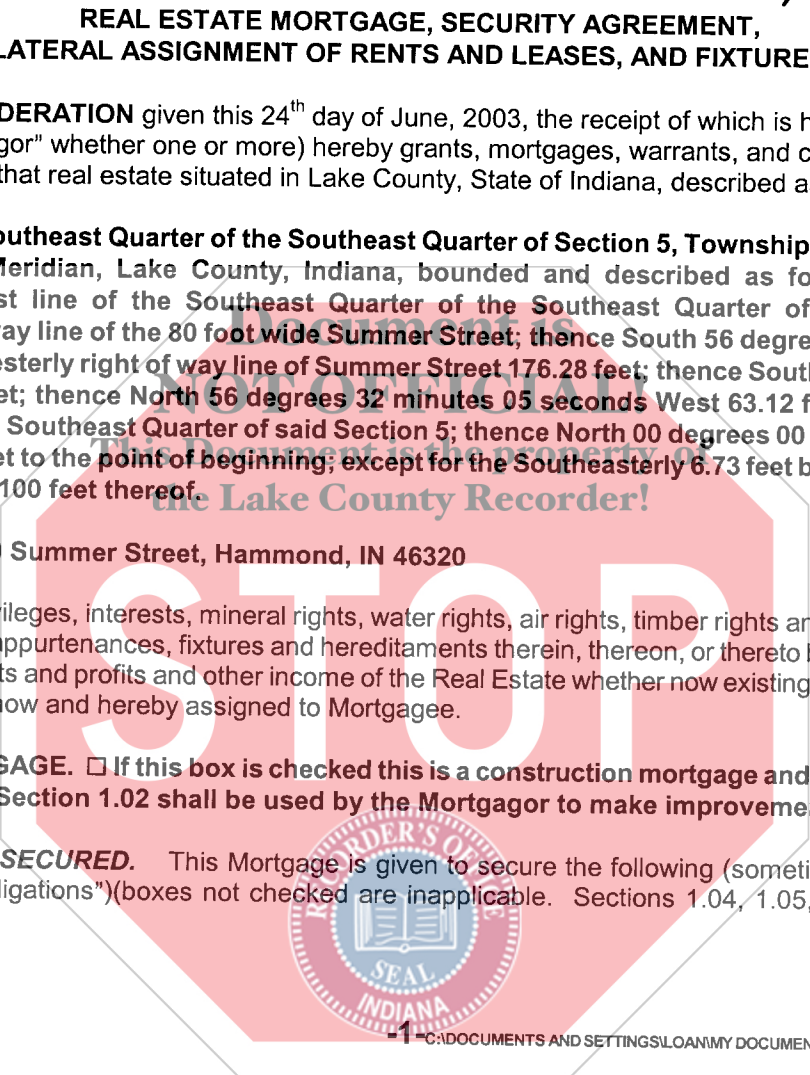 REAL ESTATE MORTGAGE, SECURITY AGREEMENT,
LATERAL ASSIGNMENT OF RENTS AND LEASES, AND FIXTURE
DERATION given this 24th day of June, 2003, the receipt of which is h
gor" whether one or more) hereby grants, mortgages, warrants, and c
that real estate situated in Lake County, State of Indiana, described a
outheast Quarter of the Southeast Quarter of Section 5, Township
Meridian, Lake County, Indiana, bounded and described as fo
st line of the Southeast Quarter of the Southeast Quarter of
way line of the 80 foot wide Summer Street; thence South 56 degre
esterly right of way line of Summer Street 176.28 feet; thence South
et; thence North 56 degrees 32 minutes 05 seconds West 63.12 f
Southeast Quarter of said Section 5; thence North 00 degrees 00
et to the point of beginning; except for the Southeasterly 6.73 feet b
100 feet thereof.
Document is
NOT OFFICIAL!
This Document is the property of
the Lake County Recorder!
Summer Street, Hammond, IN 46320
STOP
vileges, interests, mineral rights, water rights, air rights, timber rights an
appurtenances, fixtures and hereditaments therein, thereon, or thereto
ts and profits and other income of the Real Estate whether now existing
now and hereby assigned to Mortgagee.
GAGE. ☐ If this box is checked this is a construction mortgage and
Section 1.02 shall be used by the Mortgagor to make improveme
SECURED. This Mortgage is given to secure the following (someti
ligations")(boxes not checked are inapplicable. Sections 1.04, 1.05,
RECORDER'S OFFICE
SEAL
INDIANA
-1-
C:\DOCUMENTS AND SETTINGS\LOAN\MY DOCUMEN